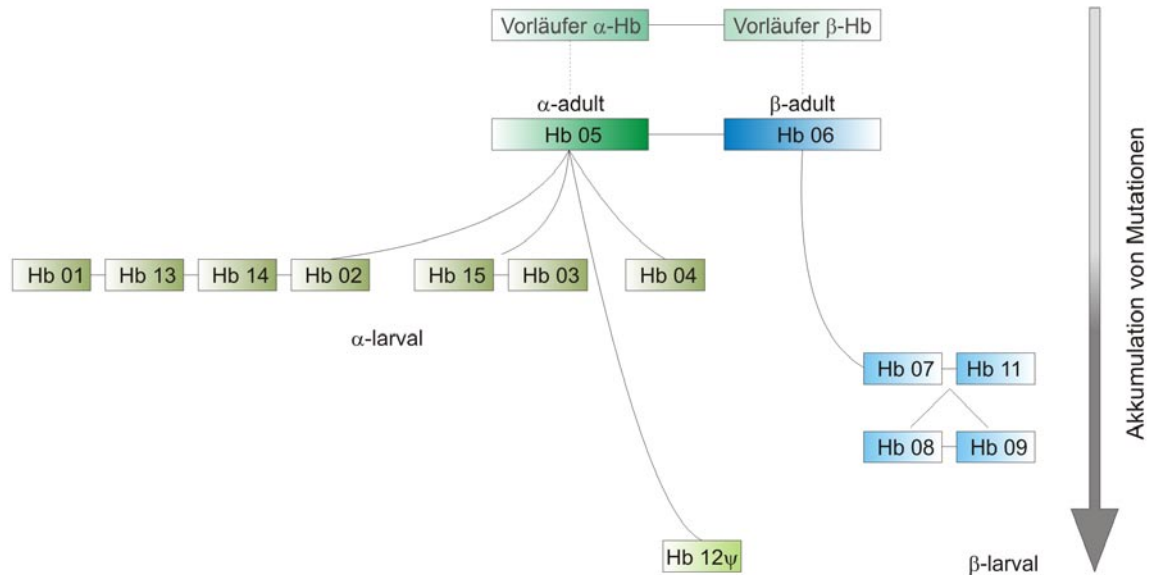 Vorläufer α-Hb Vorläufer β-Hb
α-adult β-adult
Hb 05 Hb 06
Hb 01 Hb 13 Hb 14 Hb 02 Hb 15 Hb 03 Hb 04
α-larval
Hb 07 Hb 11
Hb 08 Hb 09
Hb 12ψ
β-larval
Akkumulation von Mutationen